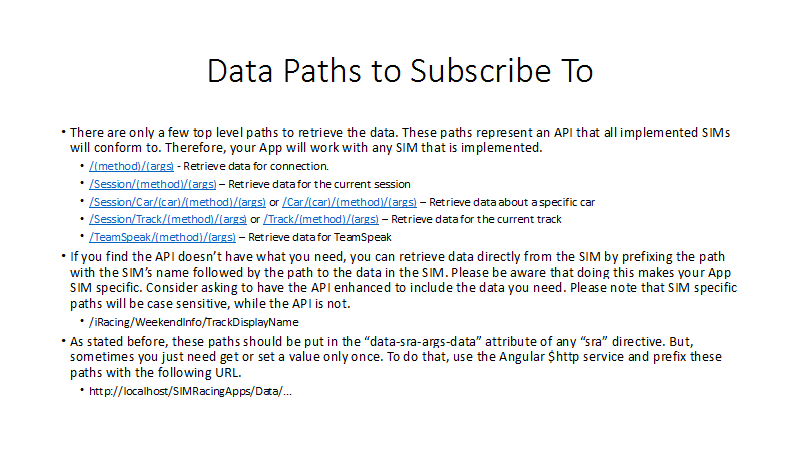 Data Paths to Subscribe To
• There are only a few top level paths to retrieve the data. These paths represent an API that all implemented SIMs
will conform to. Therefore, your App will work with any SIM that is implemented.
• /(method)/(args) - Retrieve data for connection.
• /Session/(method)/(args) – Retrieve data for the current session
• /Session/Car/(car)/(method)/(args) or /Car/(car)/(method)/(args) – Retrieve data about a specific car
• /Session/Track/(method)/(args) or /Track/(method)/(args) – Retrieve data for the current track
• /TeamSpeak/(method)/(args) – Retrieve data for TeamSpeak
• If you find the API doesn’t have what you need, you can retrieve data directly from the SIM by prefixing the path
with the SIM’s name followed by the path to the data in the SIM. Please be aware that doing this makes your App
SIM specific. Consider asking to have the API enhanced to include the data you need. Please note that SIM specific
paths will be case sensitive, while the API is not.
• /iRacing/WeekendInfo/TrackDisplayName
• As stated before, these paths should be put in the “data-sra-args-data” attribute of any “sra” directive. But,
sometimes you just need get or set a value only once. To do that, use the Angular $http service and prefix these
paths with the following URL.
• http://localhost/SIMRacingApps/Data/…